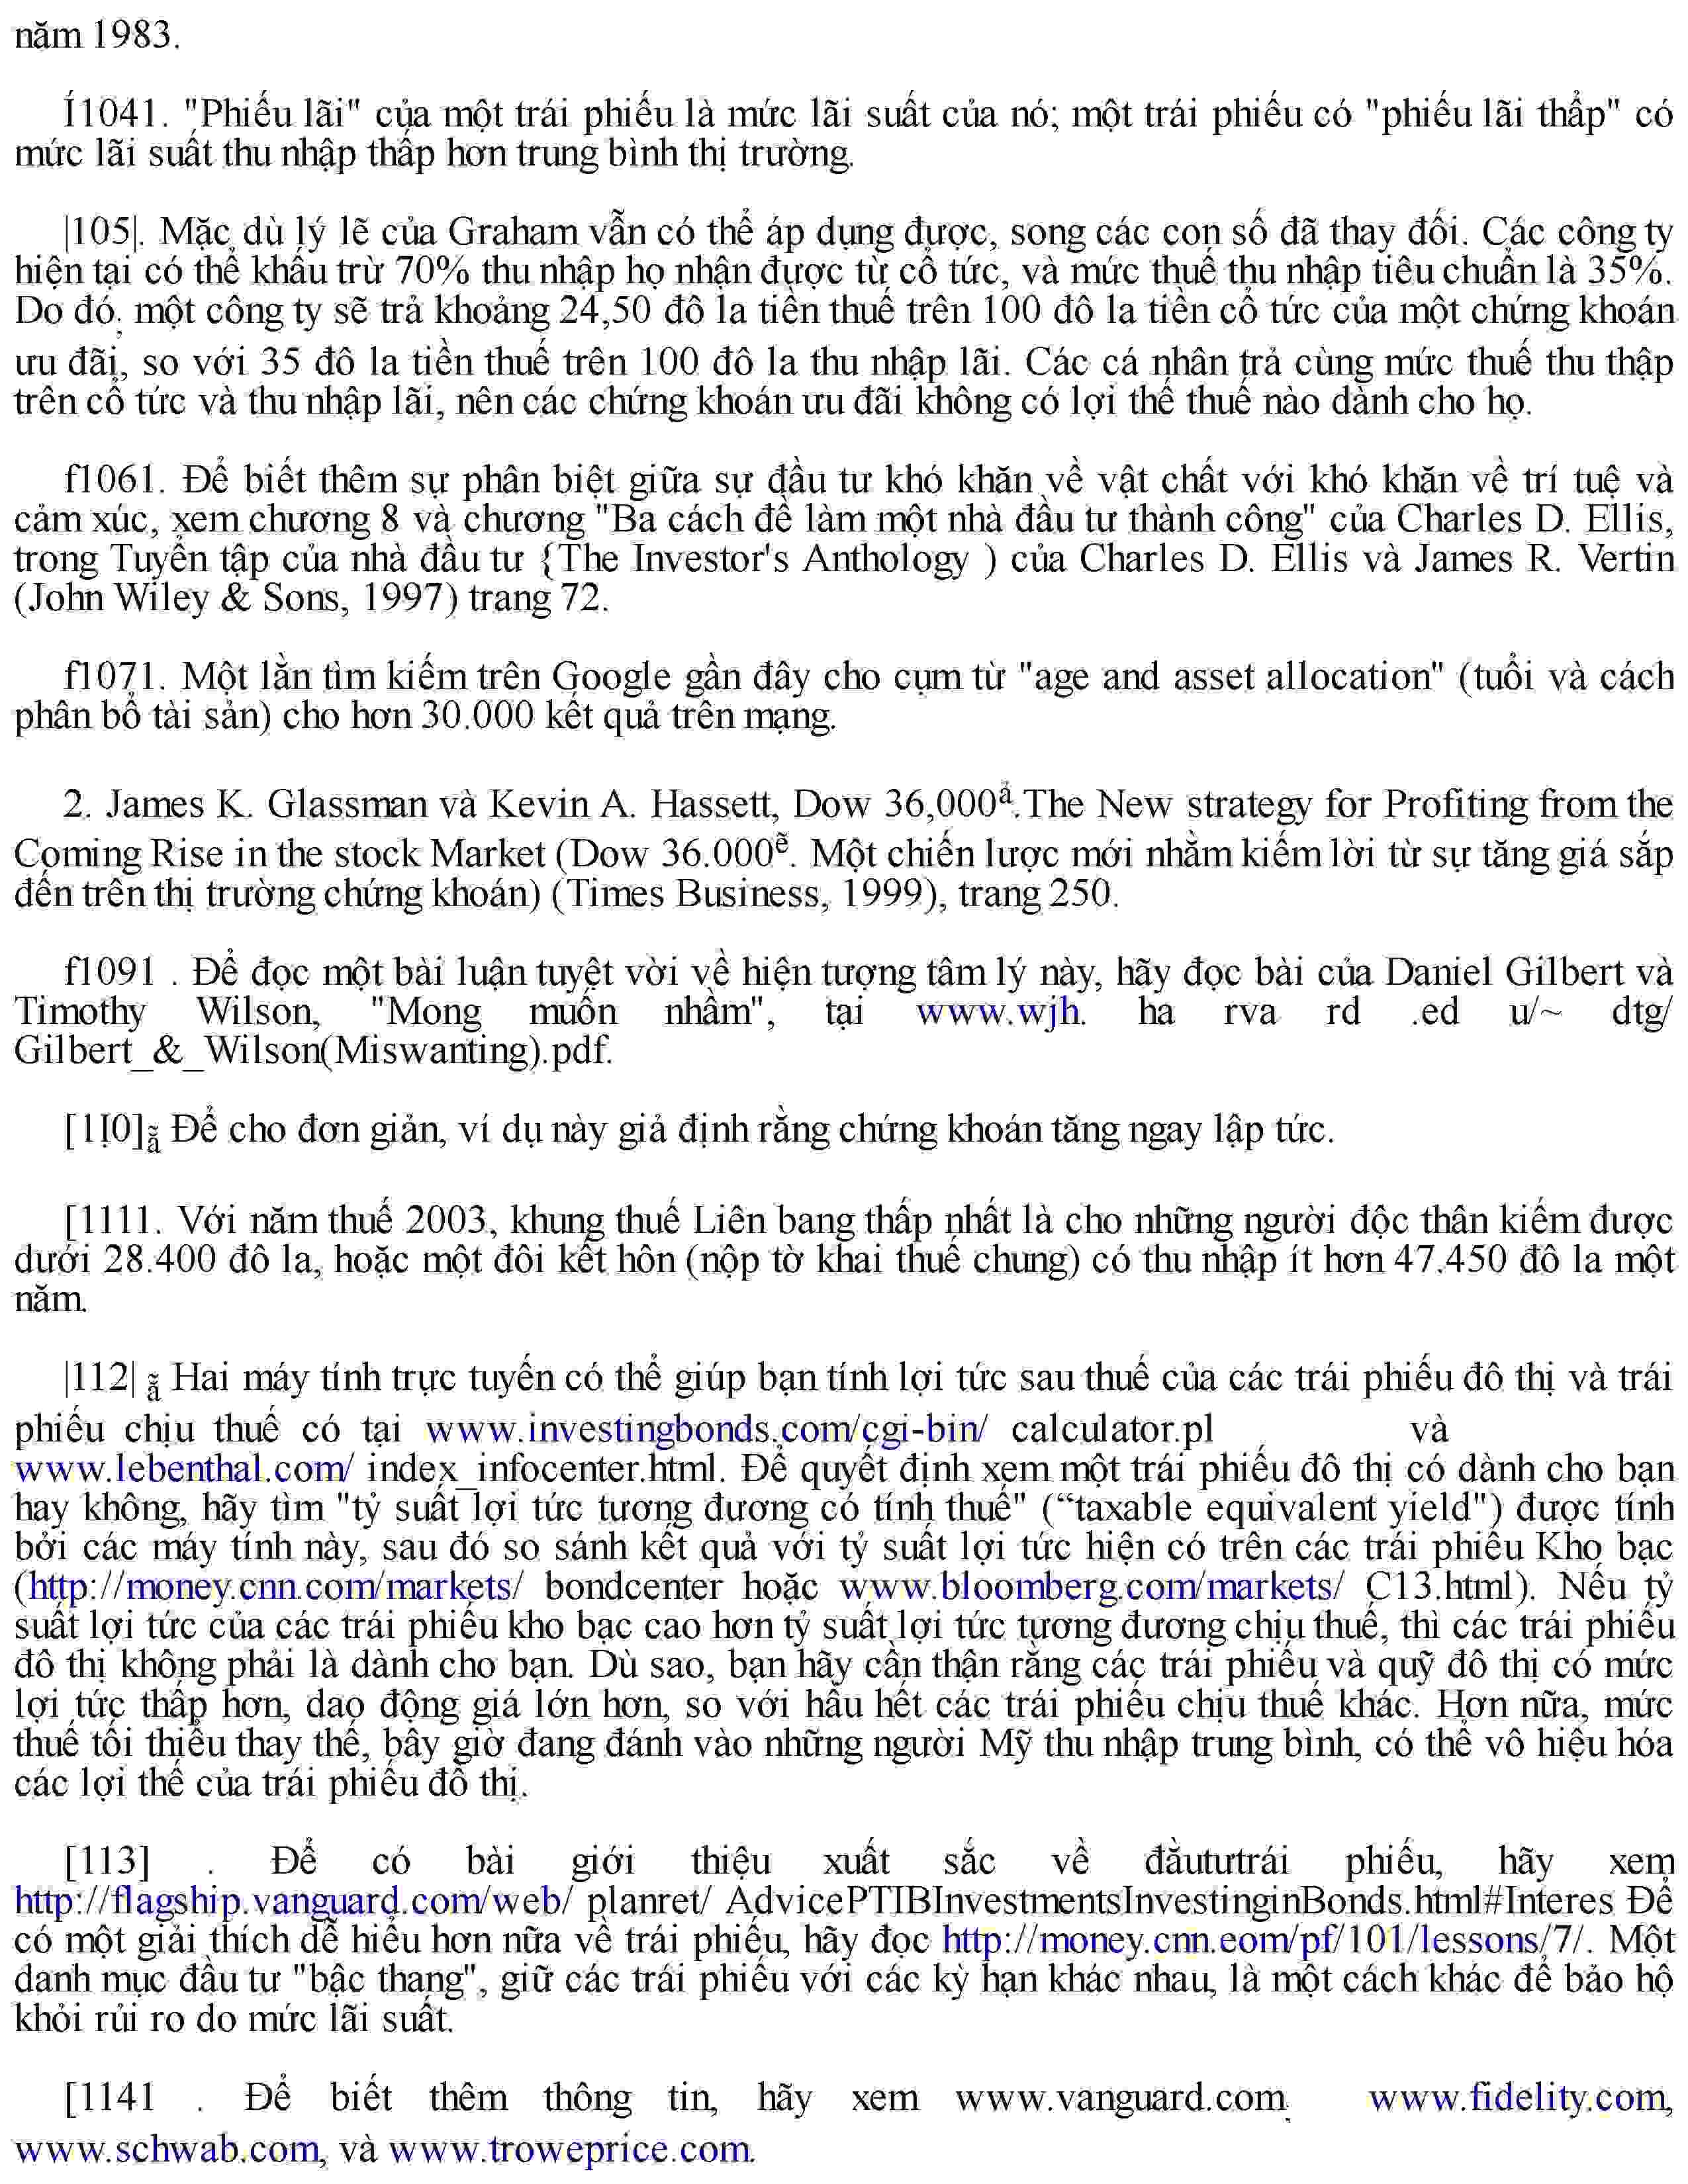 năm 1983.
Í1041. "Phiếu lãi" của một trái phiếu là mức lãi suất của nó; một trái phiếu có "phiếu lãi thẩp" có
mức lãi suất thu nhập thấp hơn trung bình thị trường.
|105|. Mặc dù lý lẽ của Graham vẫn có thể áp dụng được, song các con số đã thay đối. Các công ty
hiện tại có thể khấu trừ 70% thu nhập họ nhận được từ cổ tức, và mức thuế thu nhập tiêu chuẩn là 35%.
Do đó, một công ty sẽ trả khoảng 24,50 đô la tiền thuế trên 100 đô la tiền cổ tức của một chứng khoán
ưu đãi, so với 35 đô la tiền thuế trên 100 đô la thu nhập lãi. Các cá nhân trả cùng mức thuế thu thập
trên cổ tức và thu nhập lãi, nên các chứng khoán ưu đãi không có lợi thế thuế nào dành cho họ.
f1061. Để biết thêm sự phân biệt giữa sự đầu tư khó khăn về vật chất với khó khăn về trí tuệ và
cảm xúc, xem chương 8 và chương "Ba cách để làm một nhà đầu tư thành công" của Charles D. Ellis,
trong Tuyển tập của nhà đầu tư {The Investor's Anthology ) của Charles D. Ellis và James R. Vertin
(John Wiley & Sons, 1997) trang 72.
f1071. Một lằn tìm kiếm trên Google gần đây cho cụm từ "age and asset allocation" (tuổi và cách
phân bổ tài sản) cho hơn 30.000 kết quả trên mạng.
2. James K. Glassman và Kevin A. Hassett, Dow 36,000ả.The New strategy for Profiting from the
Coming Rise in the stock Market (Dow 36.000ẽ. Một chiến lược mới nhằm kiếm lời từ sự tăng giá sắp
đến trên thị trường chứng khoán) (Times Business, 1999), trang 250.
f1091 . Để đọc một bài luận tuyệt vời về hiện tượng tâm lý này, hãy đọc bài của Daniel Gilbert và
Timothy Wilson, "Mong muốn nhầm", tại www.wjh. ha rva rd .ed u/~ dtg/
Gilbert_&_Wilson(Miswanting).pdf.
[1Ị0]ẵ Để cho đơn giản, ví dụ này giả định rằng chứng khoán tăng ngay lập tức.
[1111. Với năm thuế 2003, khung thuế Liên bang thấp nhất là cho những người độc thân kiếm được
dưới 28.400 đô la, hoặc một đôi kết hôn (nộp tờ khai thuế chung) có thu nhập ít hơn 47.450 đô la một
năm.
|112| ẵ Hai máy tính trực tuyến có thể giúp bạn tính lợi tức sau thuế của các trái phiếu đô thị và trái
phiếu chịu thuế có tại www.investingbonds.com/cgi-bin/ calculator.pl và
www.lebenthal.com/ index_infocenter.html. Để quyết định xem một trái phiếu đô thị có dành cho bạn
hay không, hãy tìm "tỷ suất lợi tức tương đương có tính thuế" (“taxable equivalent yield") được tính
bởi các máy tính này, sau đó so sánh kết quả với tỷ suất lợi tức hiện có trên các trái phiếu Kho bạc
(http://money.cnn.com/markets/ bondcenter hoặc www.bloomberg.com/markets/ C13.html). Nếu tỷ
suất lợi tức của các trái phiếu kho bạc cao hơn tỷ suất lợi tức tương đương chịu thuế, thì các trái phiếu
đô thị không phải là dành cho bạn. Dù sao, bạn hãy cần thận rằng các trái phiếu và quỹ đô thị có mức
lợi tức thấp hơn, dao động giá lớn hơn, so với hầu hết các trái phiếu chịu thuế khác. Hơn nữa, mức
thuế tối thiểu thay thế, bây giờ đang đánh vào những người Mỹ thu nhập trung bình, có thể vô hiệu hóa
các lợi thế của trái phiếu đô thị.
[113] . Để có bài giới thiệu xuất sắc về đầutưtrái phiếu, hãy xem
http://flagship.vanguard.com/web/ planret/ AdvicePTIBInvestmentsInvestinginBonds.html#Interes Để
có một giải thích dễ hiểu hơn nữa về trái phiếu, hãy đọc http://money.cnn.eom/pf/101/lessons/7/. Một
danh mục đầu tư "bậc thang", giữ các trái phiếu với các kỳ hạn khác nhau, là một cách khác để bảo hộ
khỏi rủi ro do mức lãi suất.
[1141 . Để biết thêm thông tin, hãy xem www.vanguard.com, www.fidelity.com,
www.schwab.com, và www.troweprice.com.